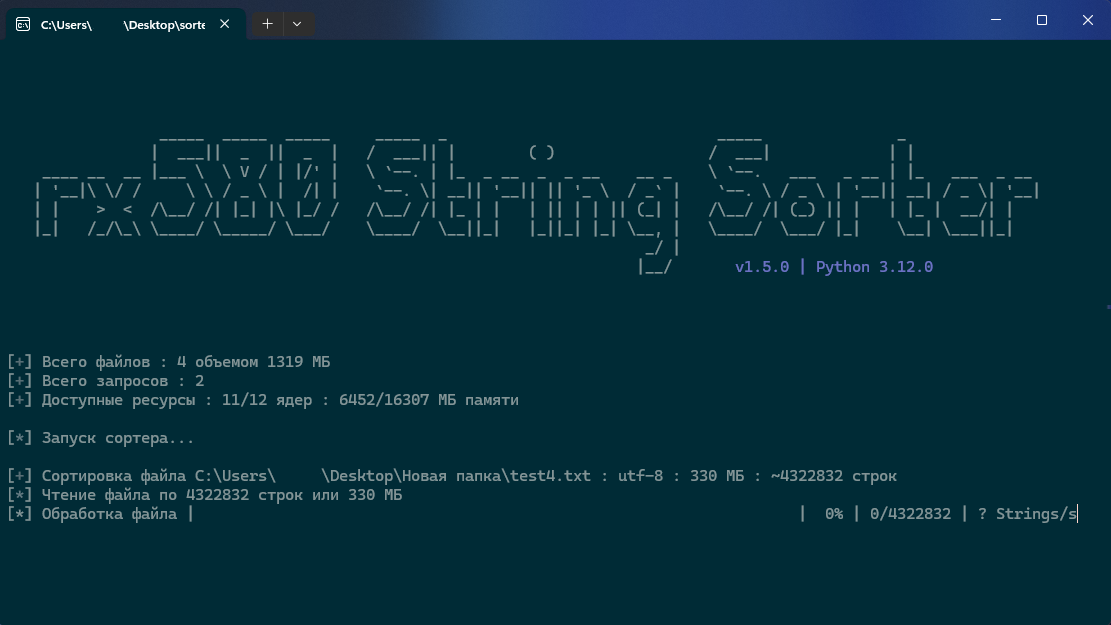 C:\Users\ \Desktop\sorte
rx580 String Sorter
v1.5.0 | Python 3.12.0
[+] Всего файлов : 4 объемом 1319 МБ
[+] Всего запросов : 2
[+] Доступные ресурсы : 11/12 ядер : 6452/16307 МБ памяти
[*] Запуск сортера...
[+] Сортировка файла C:\Users\ \Desktop\Новая папка\test4.txt : utf-8 : 330 МБ : ~4322832 строк
[*] Чтение файла по 4322832 строк или 330 МБ
[*] Обработка файла | | 0% | 0/4322832 | ? Strings/s